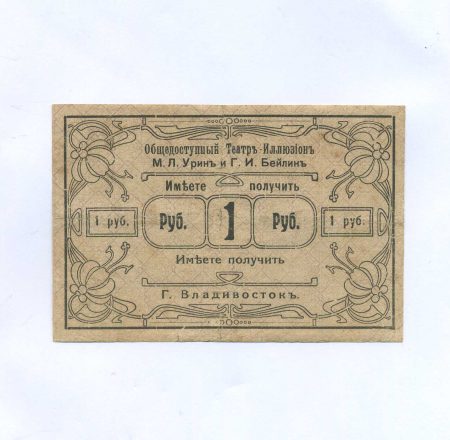 Общедоступный Театръ-Иллюзіонъ
М. Л. Уринъ и Г. И. Бейлинъ
Имѣете получить
1 руб. Руб. 1 Руб. 1 руб.
Имѣете получить
Г. Владивостокъ.